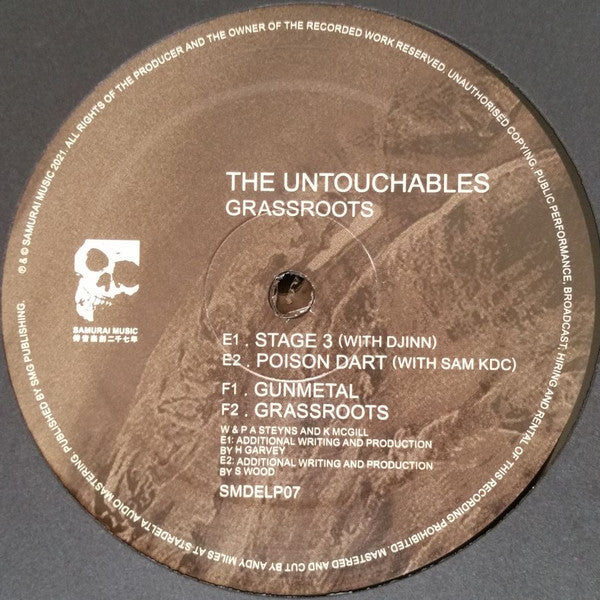 THE UNTOUCHABLES
GRASSROOTS
SAMURAI MUSIC
E1 . STAGE 3 (WITH DJINN)
E2 . POISON DART (WITH SAM KDC)
F1 . GUNMETAL
F2 . GRASSROOTS
W & P A STEYNS AND K MCGILL
E1: ADDITIONAL WRITING AND PRODUCTION
BY H GARVEY
E2: ADDITIONAL WRITING AND PRODUCTION
BY S WOOD
SMDELP07
℗ & © SAMURAI MUSIC 2021. ALL RIGHTS OF THE PRODUCER AND THE OWNER OF THE RECORDED WORK RESERVED. UNAUTHORISED COPYING, PUBLIC PERFORMANCE, BROADCAST, HIRING AND RENTAL OF THIS RECORDING PROHIBITED. MASTERED AND CUT BY ANDY MILES AT STARDELTA AUDIO MASTERING. PUBLISHED BY SMG PUBLISHING.